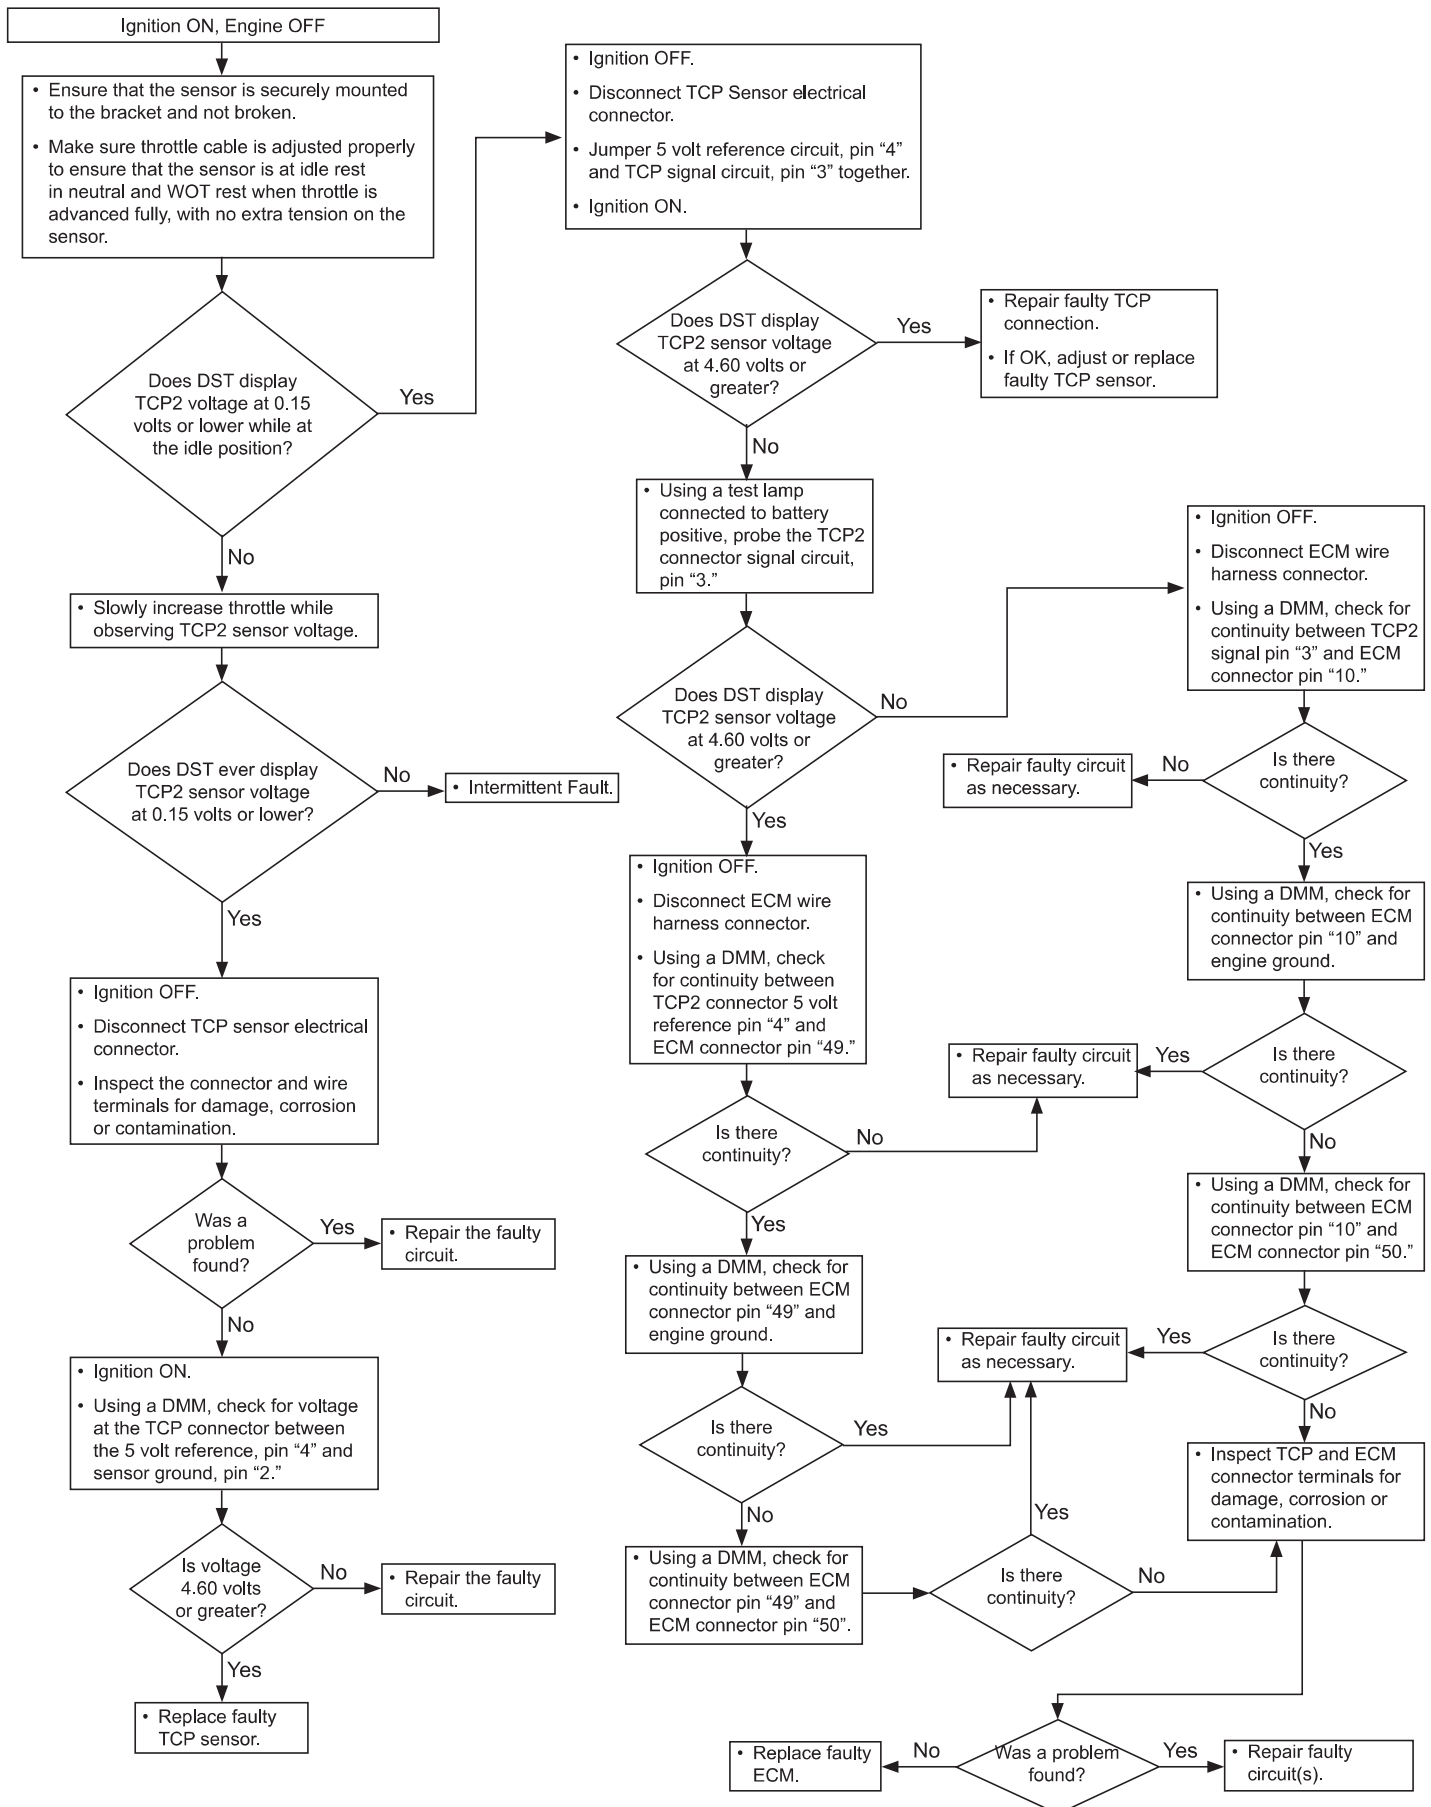 Ignition ON, Engine OFF
• Ensure that the sensor is securely mounted
to the bracket and not broken.
• Make sure throttle cable is adjusted properly
to ensure that the sensor is at idle rest
in neutral and WOT rest when throttle is
advanced fully, with no extra tension on the
sensor.
Does DST display
TCP2 voltage at 0.15
volts or lower while at
the idle position?
Yes
No
• Slowly increase throttle while
observing TCP2 sensor voltage.
Does DST ever display
TCP2 sensor voltage
at 0.15 volts or lower?
No
• Intermittent Fault.
Yes
• Ignition OFF.
• Disconnect TCP sensor electrical
connector.
• Inspect the connector and wire
terminals for damage, corrosion
or contamination.
Was a
problem
found?
Yes
• Repair the faulty
circuit.
No
• Ignition ON.
• Using a DMM, check for voltage
at the TCP connector between
the 5 volt reference, pin “4” and
sensor ground, pin “2.”
Is voltage
4.60 volts
or greater?
No
• Repair the faulty
circuit.
Yes
• Replace faulty
TCP sensor.
• Ignition OFF.
• Disconnect TCP Sensor electrical
connector.
• Jumper 5 volt reference circuit, pin “4”
and TCP signal circuit, pin “3” together.
• Ignition ON.
Does DST display
TCP2 sensor voltage
at 4.60 volts or
greater?
Yes
• Repair faulty TCP
connection.
• If OK, adjust or replace
faulty TCP sensor.
No
• Using a test lamp
connected to battery
positive, probe the TCP2
connector signal circuit,
pin “3.”
Does DST display
TCP2 sensor voltage
at 4.60 volts or
greater?
No
Yes
• Ignition OFF.
• Disconnect ECM wire
harness connector.
• Using a DMM, check
for continuity between
TCP2 connector 5 volt
reference pin “4” and
ECM connector pin “49.”
Is there
continuity?
No
Yes
• Using a DMM, check for
continuity between ECM
connector pin “49” and
engine ground.
Is there
continuity?
Yes
No
• Using a DMM, check for
continuity between ECM
connector pin “49” and
ECM connector pin “50”.
Is there
continuity?
Yes
No
• Ignition OFF.
• Disconnect ECM wire
harness connector.
• Using a DMM, check for
continuity between TCP2
signal pin “3” and ECM
connector pin “10.”
Is there
continuity?
No
• Repair faulty circuit
as necessary.
Yes
• Using a DMM, check for
continuity between ECM
connector pin “10” and
engine ground.
Is there
continuity?
Yes
• Repair faulty circuit
as necessary.
No
• Using a DMM, check for
continuity between ECM
connector pin “10” and
ECM connector pin “50.”
Is there
continuity?
Yes
• Repair faulty circuit
as necessary.
No
• Inspect TCP and ECM
connector terminals for
damage, corrosion or
contamination.
Was a problem
found?
No
• Replace faulty
ECM.
Yes
• Repair faulty
circuit(s).